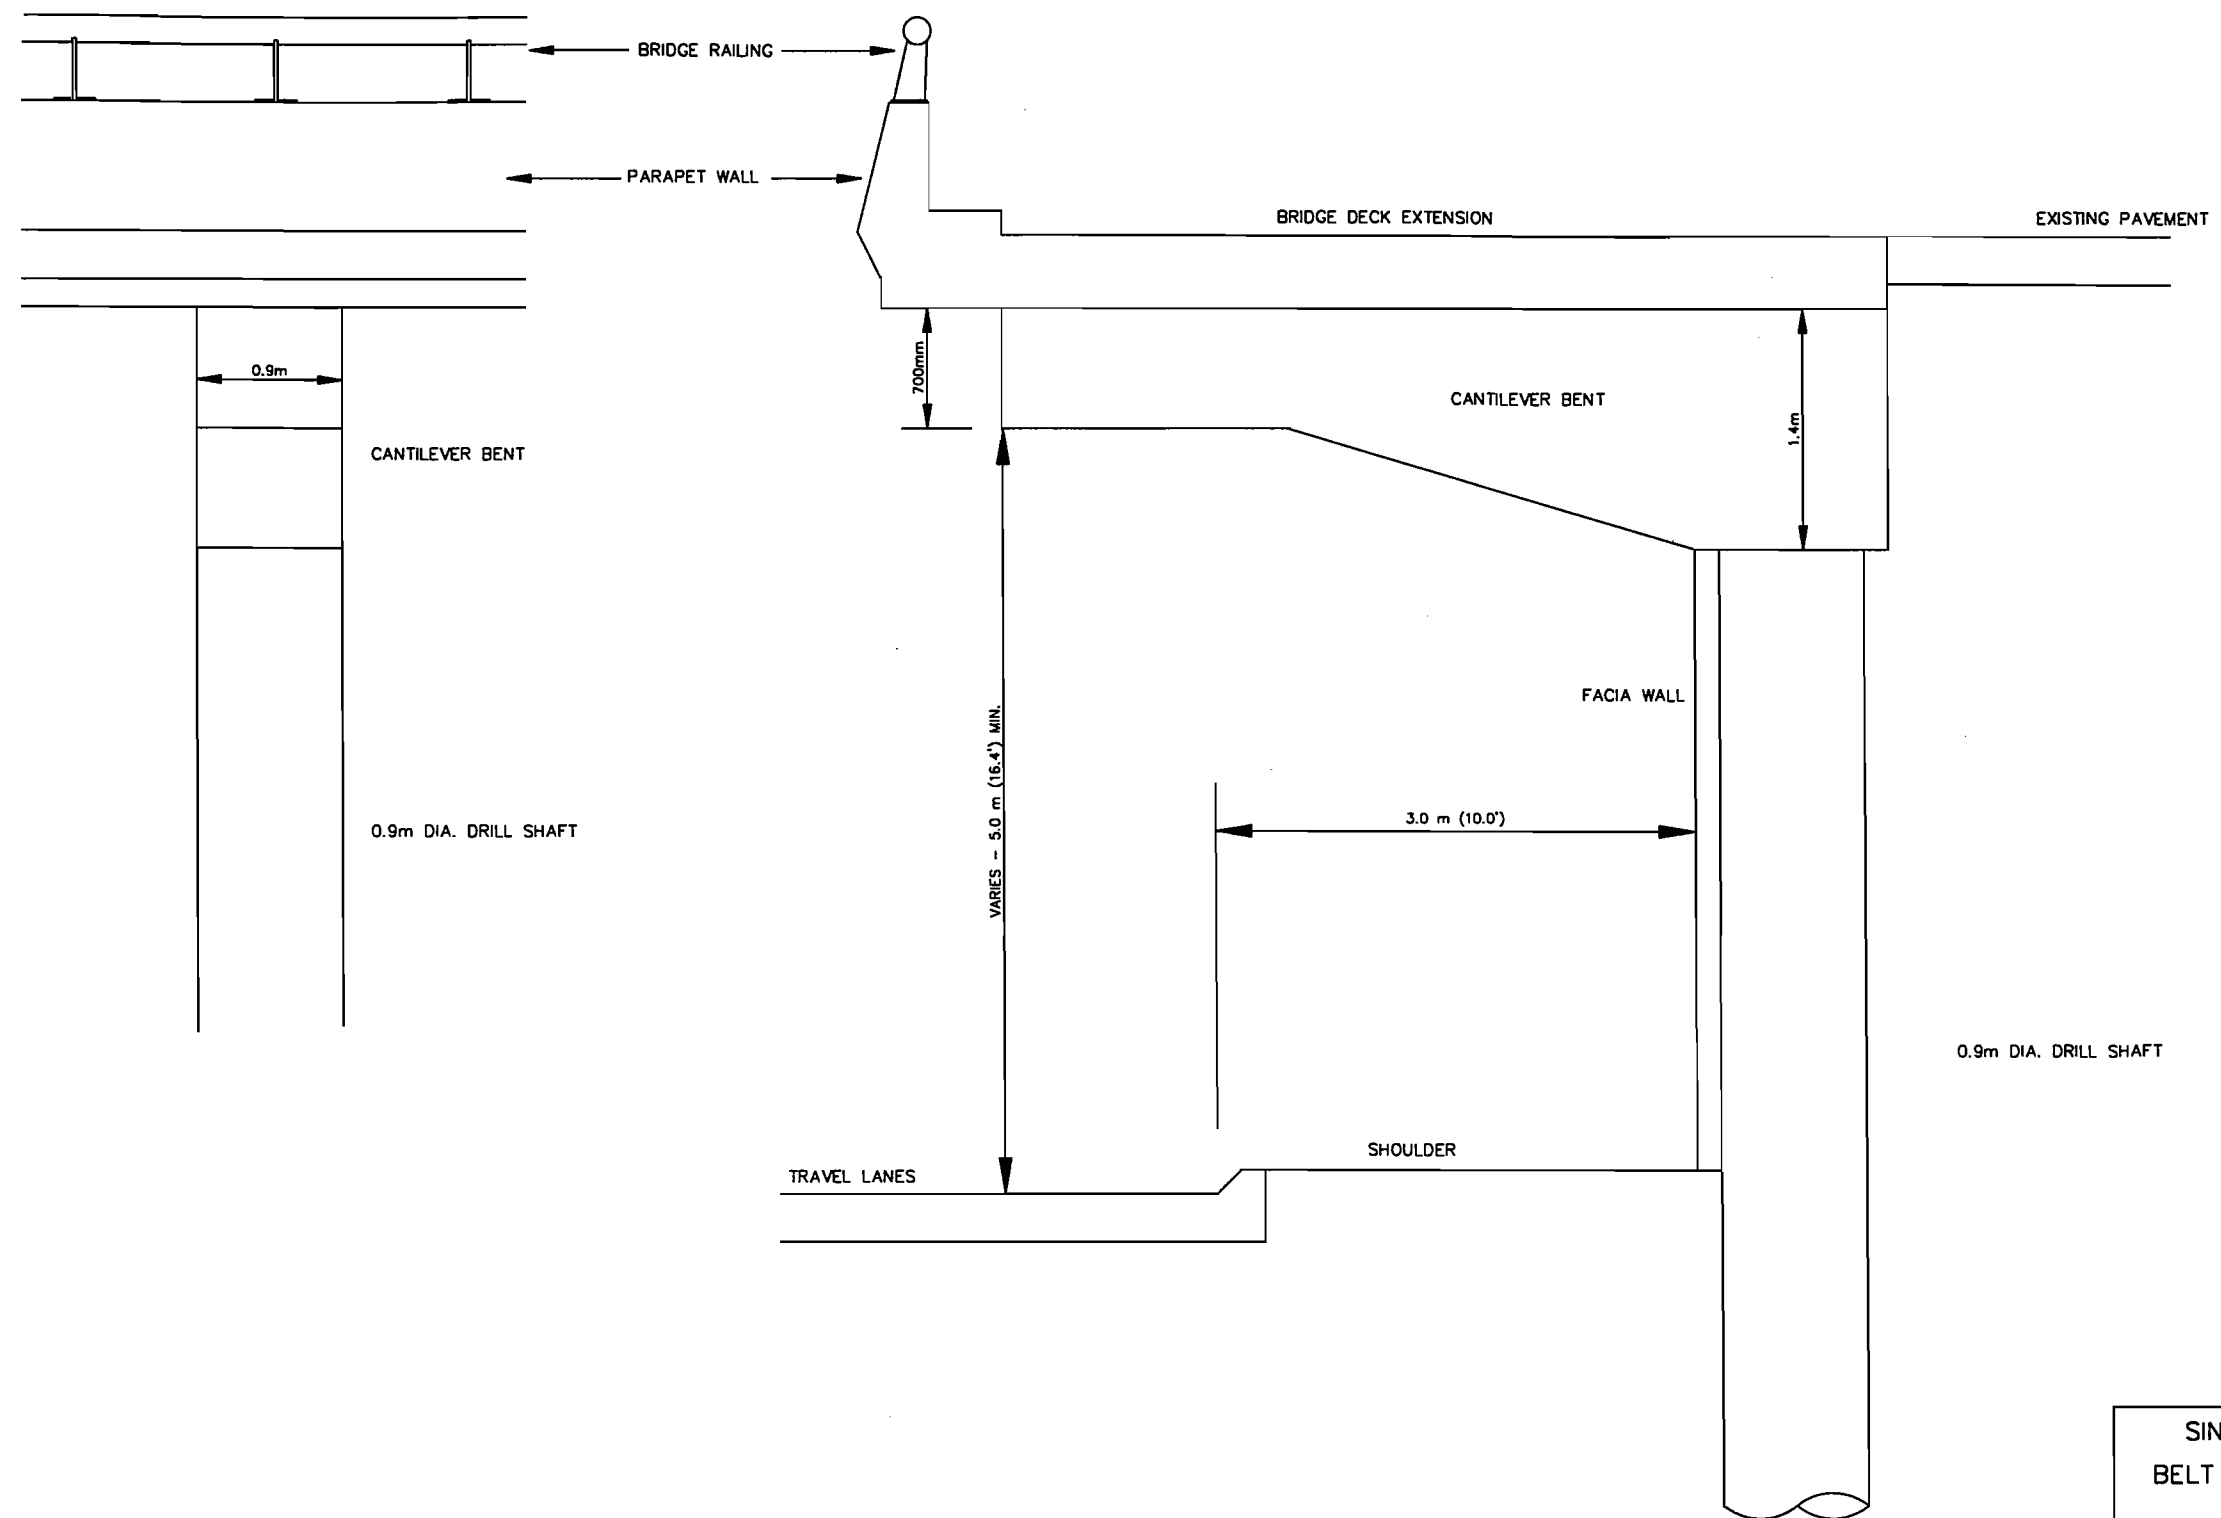 BRIDGE RAILING
PARAPET WALL
BRIDGE DECK EXTENSION
EXISTING PAVEMENT
700mm
0.9m
CANTILEVER BENT
1.4m
CANTILEVER BENT
FACIA WALL
VARIES - 5.0 m (16.4') MIN.
3.0 m (10.0')
0.9m DIA. DRILL SHAFT
0.9m DIA. DRILL SHAFT
SHOULDER
TRAVEL LANES
SIN
BELT